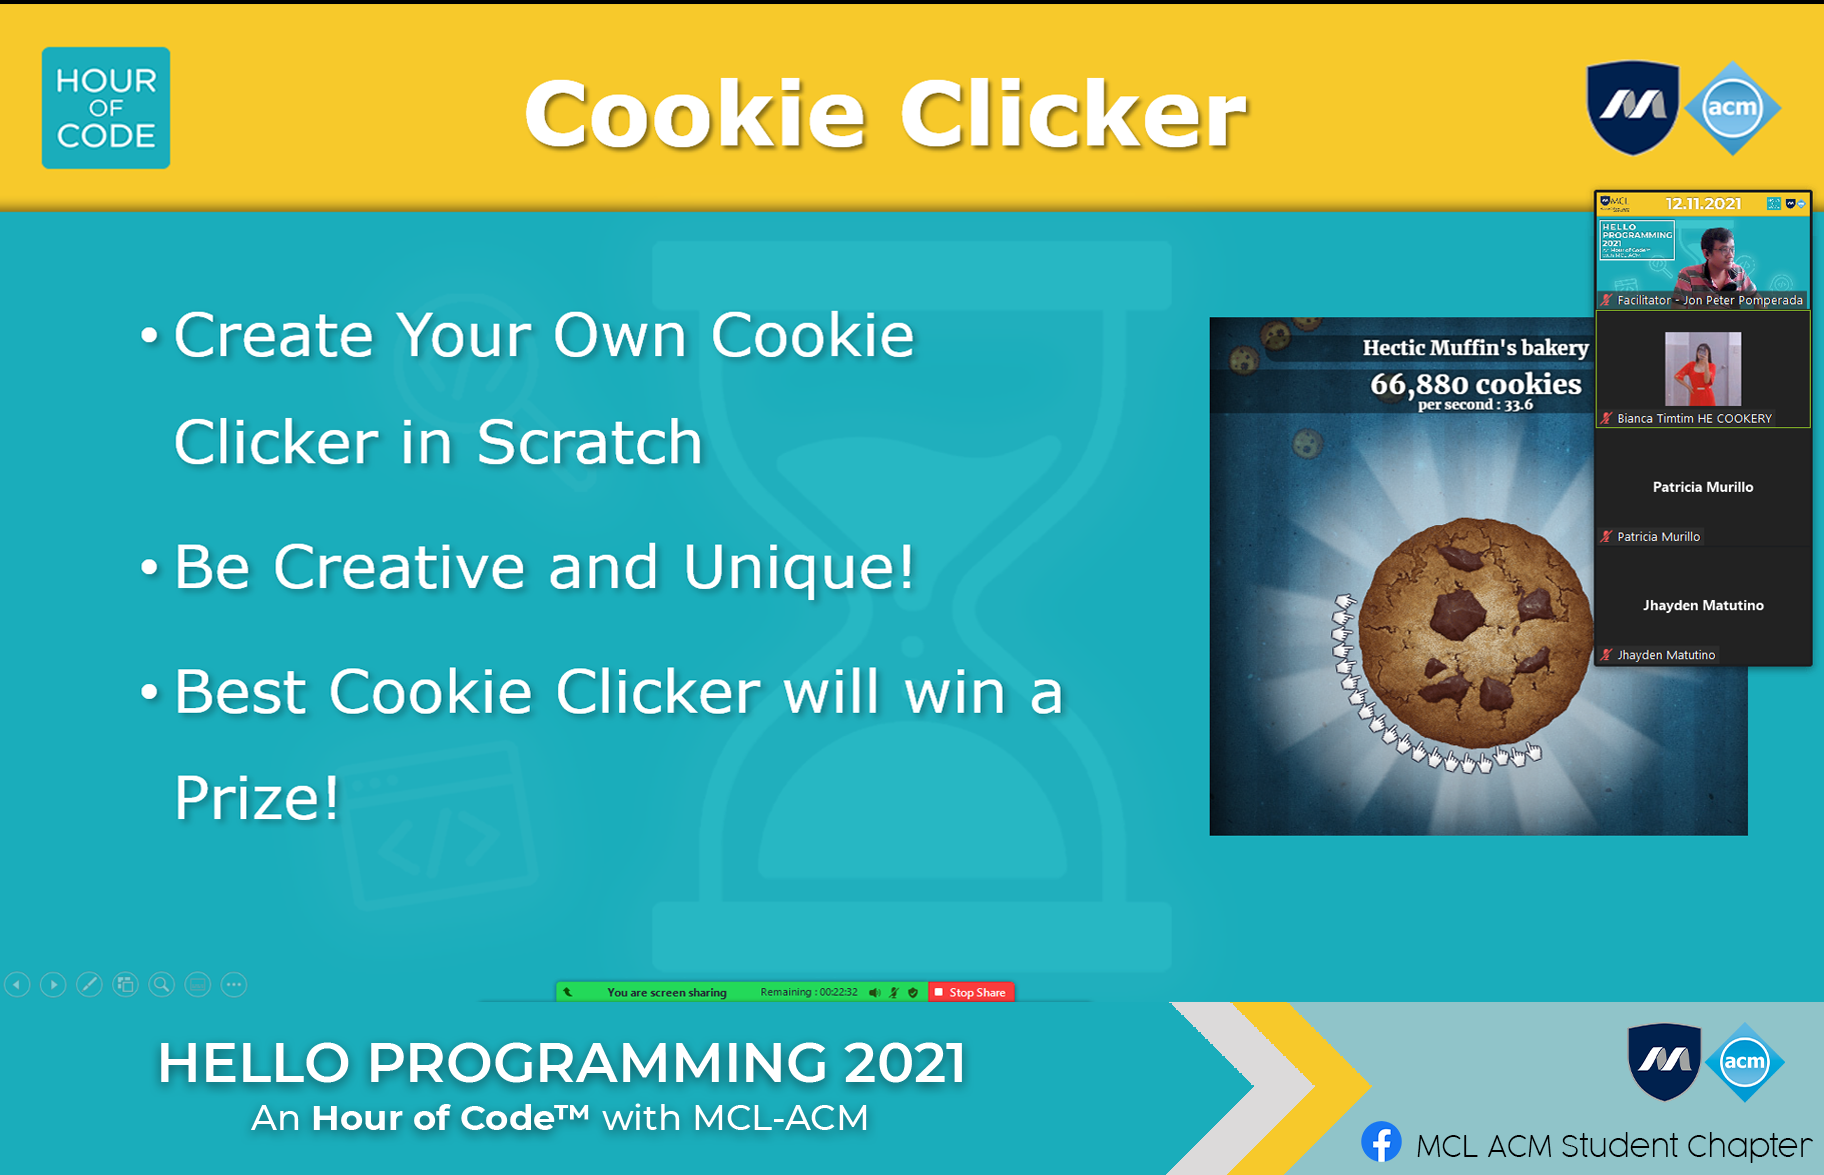 HOUR
OF
CODE
Cookie Clicker
acm
MCL
12.11.2021
HELLO
PROGRAMMING
2021
Facilitator - Jon Peter Pomperada
• Create Your Own Cookie
Clicker in Scratch
• Be Creative and Unique!
• Best Cookie Clicker will win a
Prize!
Hectic Muffin's bakery
66,880 cookies
per second : 33.6
Bianca Timtim HE COOKERY
Patricia Murillo
Patricia Murillo
Jhayden Matutino
Jhayden Matutino
You are screen sharing
Remaining : 00:22:32
Stop Share
HELLO PROGRAMMING 2021
An Hour of Code™ with MCL-ACM
acm
MCL ACM Student Chapter